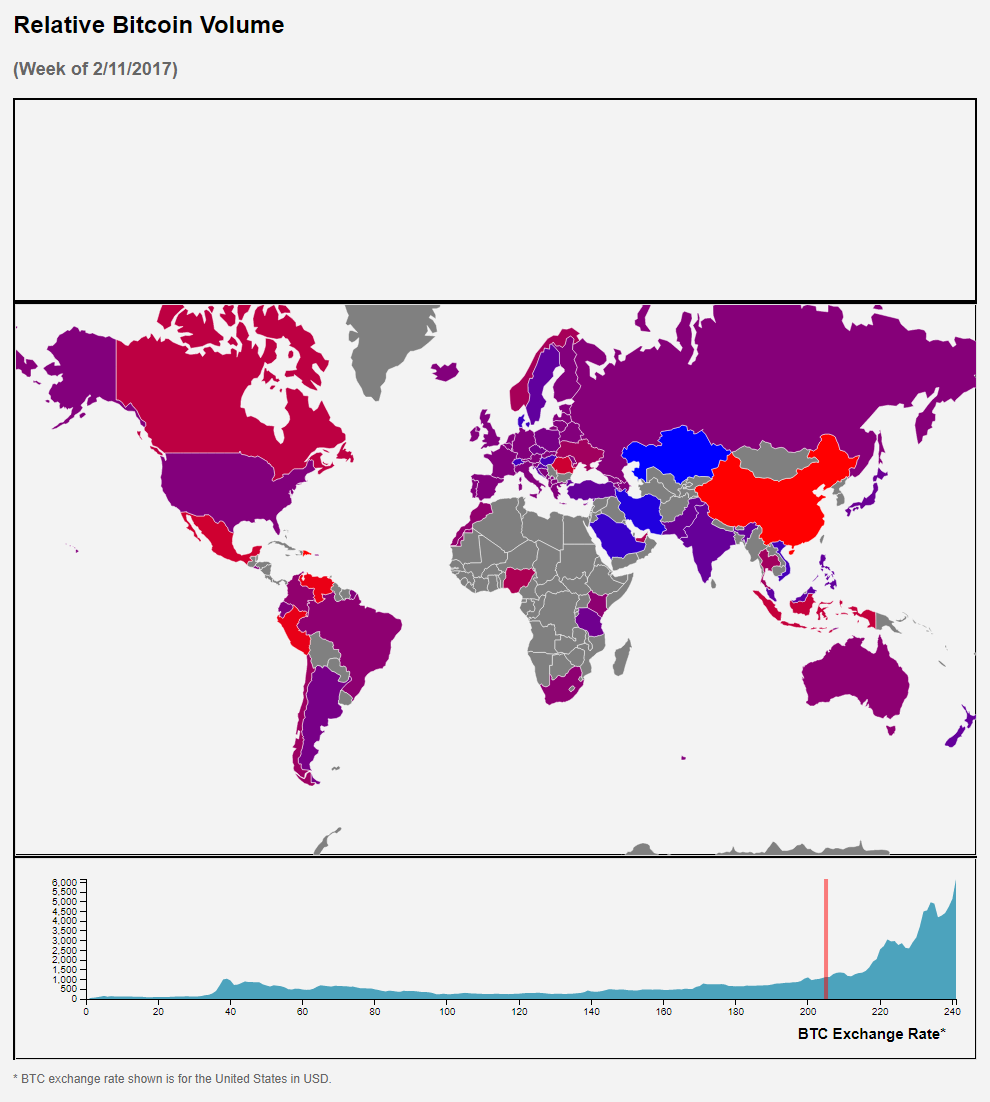 Relative Bitcoin Volume
(Week of 2/11/2017)
6,000
5,500
5,000
4,500
4,000
3,500
3,000
2,500
2,000
1,500
1,000
500
0
0 20 40 60 80 100 120 140 160 180 200 220 240
BTC Exchange Rate*
* BTC exchange rate shown is for the United States in USD.